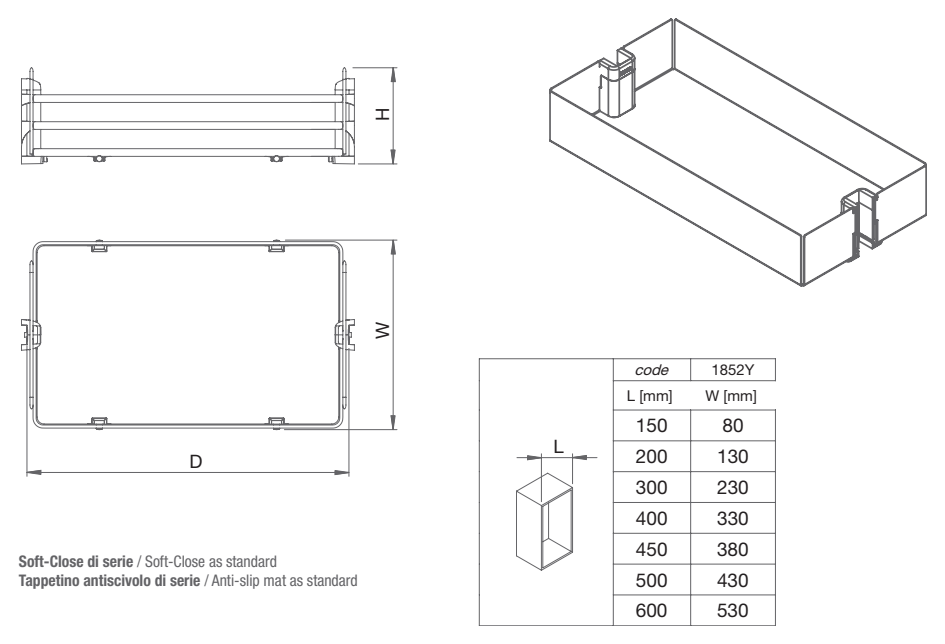 H
W
D
Soft-Close di serie / Soft-Close as standard
Tappetino antiscivolo di serie / Anti-slip mat as standard
L
code 1852Y
L [mm] W [mm]
150 80
200 130
300 230
400 330
450 380
500 430
600 530